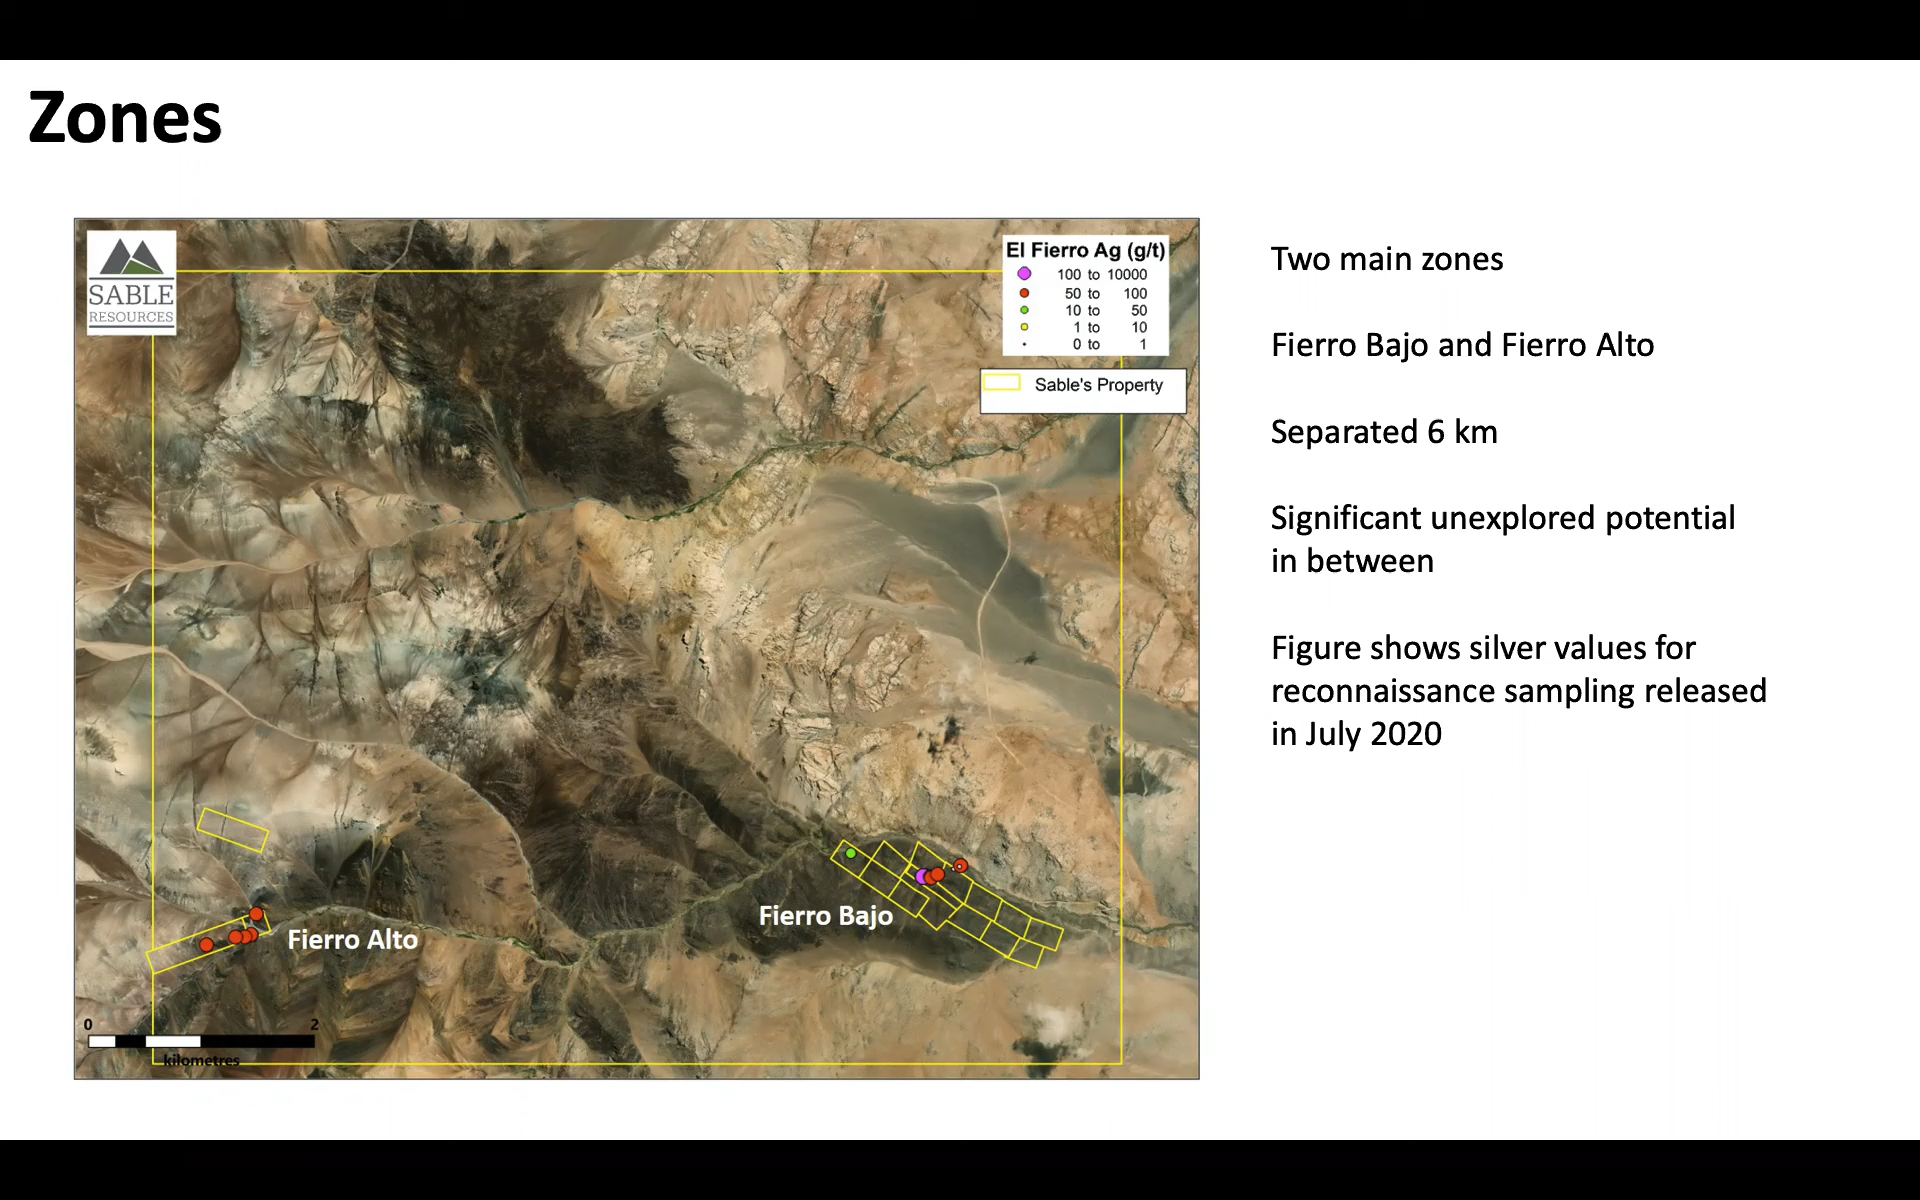 Zones
SABLE
RESOURCES
El Fierro Ag (g/t)
100 to 10000
50 to 100
10 to 50
1 to 10
0 to 1
Sable's Property
Fierro Alto
Fierro Bajo
0 2
kilometres
Two main zones
Fierro Bajo and Fierro Alto
Separated 6 km
Significant unexplored potential
in between
Figure shows silver values for
reconnaissance sampling released
in July 2020